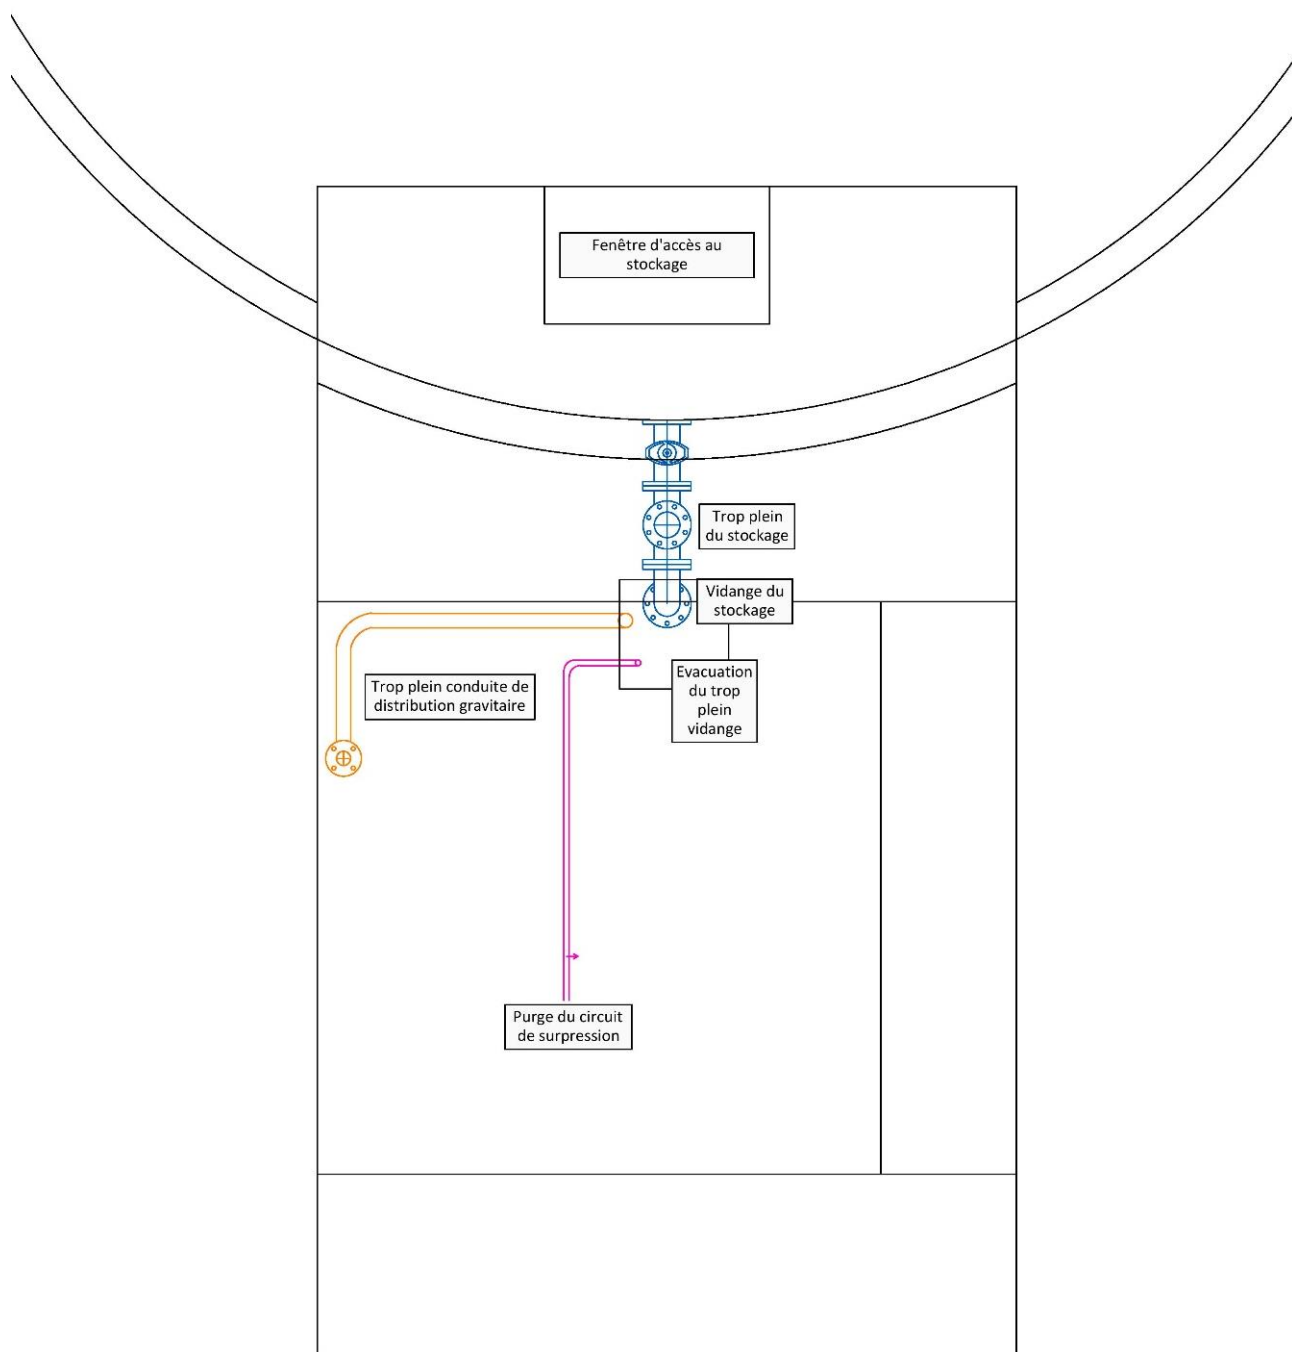 Fenêtre d'accès au
stockage
Trop plein
du stockage
Vidange du
stockage
Trop plein conduite de
distribution gravitaire
Evacuation
du trop
plein
vidange
Purge du circuit
de surpression